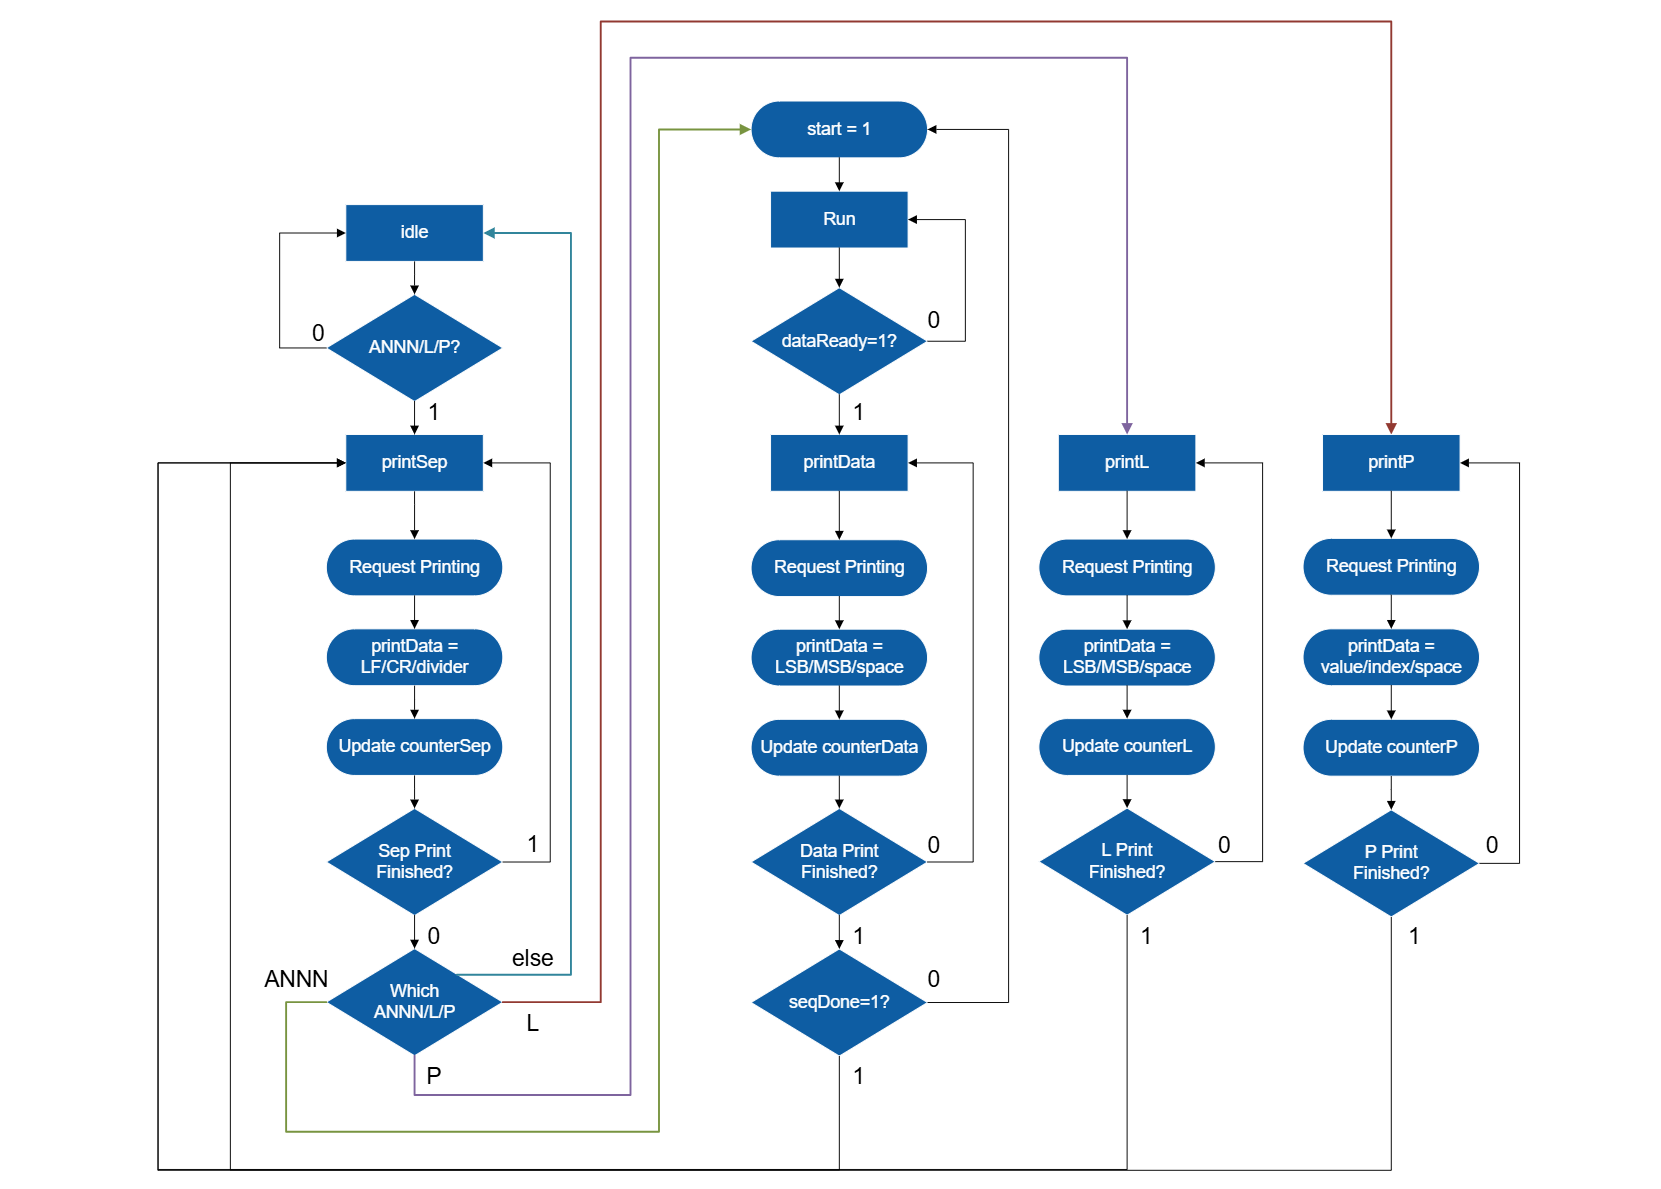 start = 1
Run
idle
0
dataReady=1?
0
ANNN/L/P?
1
1
printSep
printData
printL
printP
Request Printing
Request Printing
Request Printing
Request Printing
printData =
LF/CR/divider
printData =
LSB/MSB/space
printData =
LSB/MSB/space
printData =
value/index/space
Update counterSep
Update counterData
Update counterL
Update counterP
Sep Print
Finished?
1
Data Print
Finished?
0
L Print
Finished?
0
P Print
Finished?
0
0
1
1
1
else
ANNN
Which
ANNN/L/P
L
P
seqDone=1?
0
1